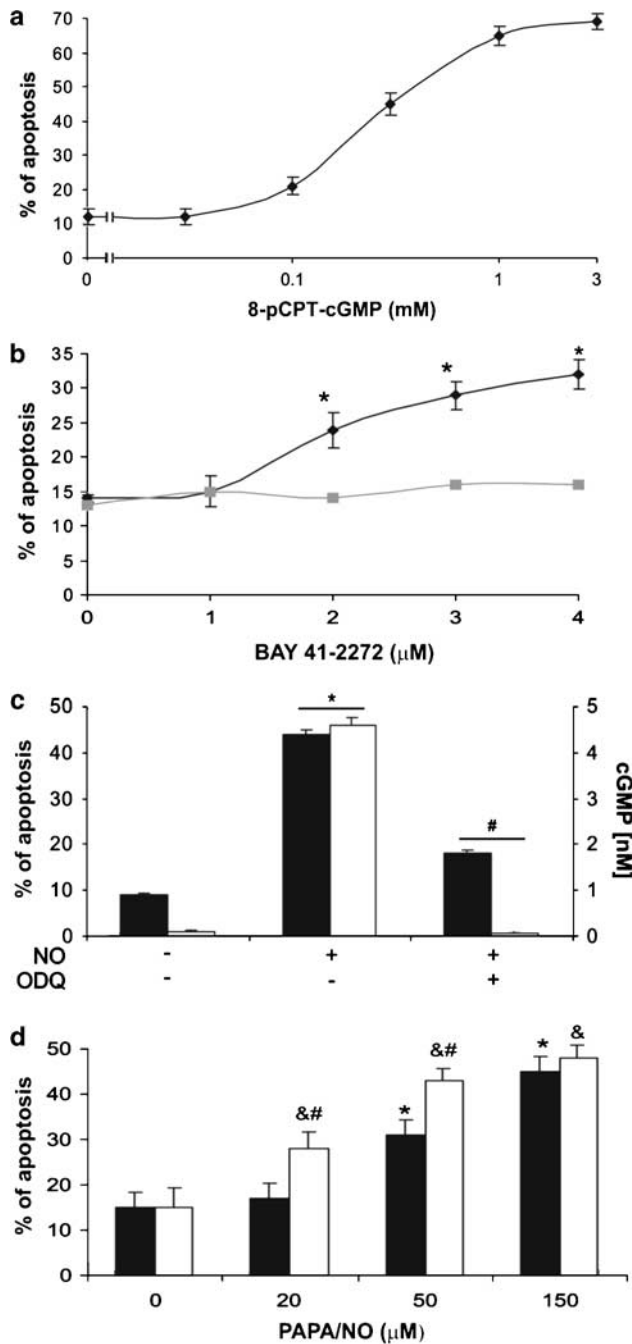 a
% of apoptosis
70
60
50
40
30
20
10
0
0 0.1 1 3
8-pCPT-cGMP (mM)
b
% of apoptosis
35
30
25
20
15
10
5
0
* * *
0 1 2 3 4
BAY 41-2272 (μM)
c
% of apoptosis
50
40
30
20
10
0
*
#
5
4
3
2
1
0
cGMP [nM]
NO - + +
ODQ - - +
d
% of apoptosis
50
40
30
20
10
0
&# * &# * &
0 20 50 150
PAPA/NO (μM)